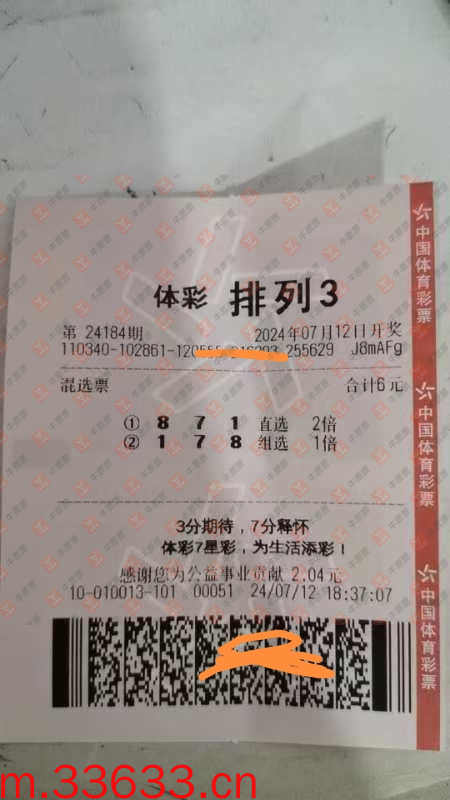 体彩 排列3
第 24184期 2024年07月12日开奖
110340-102861-120 255629 J8mAFg
混选票 合计6元
① 8 7 1 直选 2倍
② 1 7 8 组选 1倍
3分期待，7分释怀
体彩7星彩，为生活添彩！
感谢您为公益事业贡献 2.04元
10-010013-101 00051 24/07/12 18:37:07
中国体育彩票
中国体育彩票
中国体育彩票
m.33633.cn